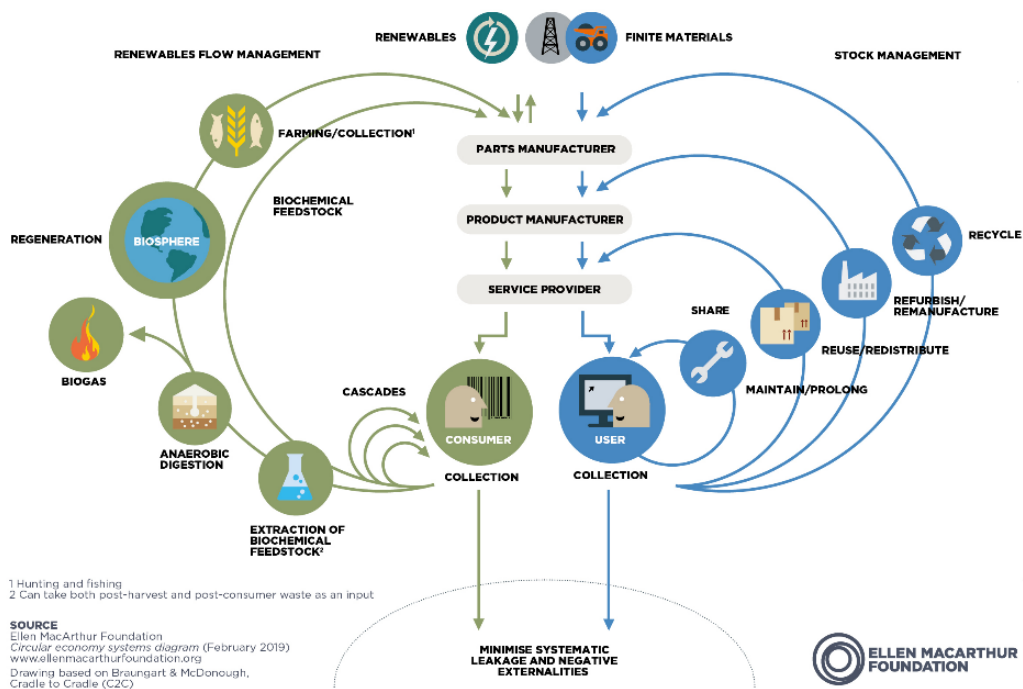 RENEWABLES
FINITE MATERIALS
RENEWABLES FLOW MANAGEMENT
STOCK MANAGEMENT
FARMING/COLLECTION¹
PARTS MANUFACTURER
BIOCHEMICAL
FEEDSTOCK
PRODUCT MANUFACTURER
REGENERATION
BIOSPHERE
RECYCLE
SERVICE PROVIDER
REFURBISH/
REMANUFACTURE
SHARE
REUSE/REDISTRIBUTE
BIOGAS
MAINTAIN/PROLONG
CASCADES
CONSUMER
USER
ANAEROBIC
DIGESTION
COLLECTION
COLLECTION
EXTRACTION OF
BIOCHEMICAL
FEEDSTOCK²
1 Hunting and fishing
2 Can take both post-harvest and post-consumer waste as an input
SOURCE
Ellen MacArthur Foundation
Circular economy systems diagram (February 2019)
www.ellenmacarthurfoundation.org
Drawing based on Braungart & McDonough,
Cradle to Cradle (C2C)
MINIMISE SYSTEMATIC
LEAKAGE AND NEGATIVE
EXTERNALITIES
ELLEN MACARTHUR
FOUNDATION